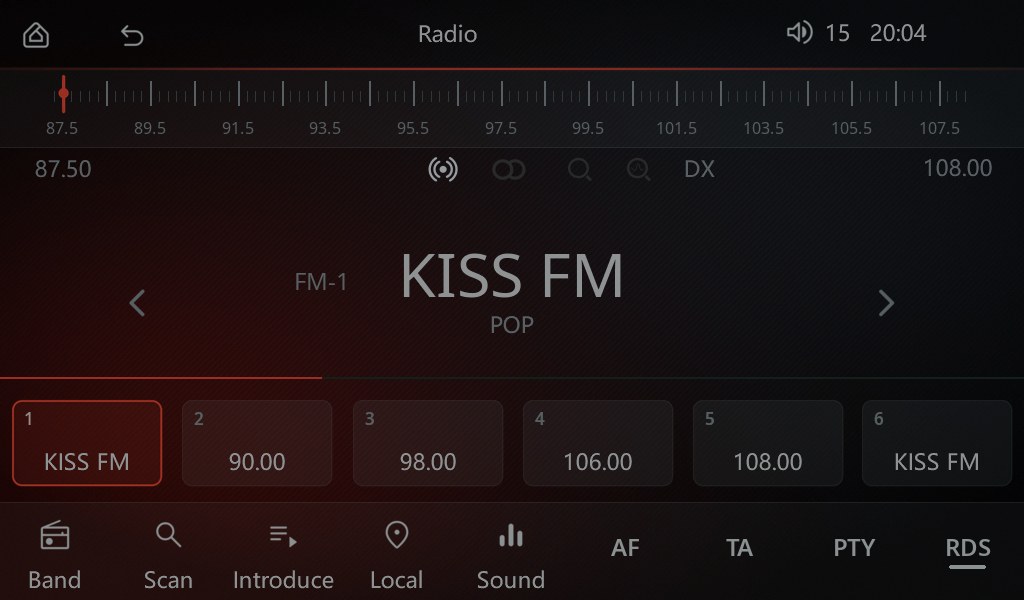 Radio
15 20:04
87.5 89.5 91.5 93.5 95.5 97.5 99.5 101.5 103.5 105.5 107.5
87.50 DX 108.00
FM-1 KISS FM
POP
1 2 3 4 5 6
KISS FM 90.00 98.00 106.00 108.00 KISS FM
AF TA PTY RDS
Band Scan Introduce Local Sound